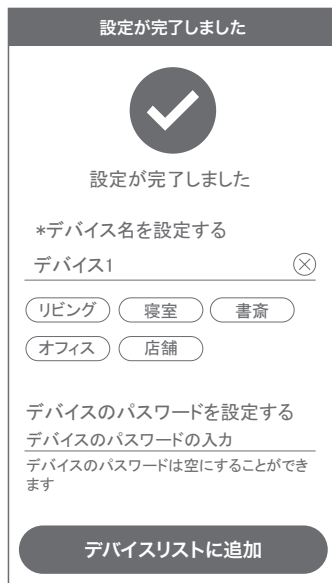 設定が完了しました
設定が完了しました
*デバイス名を設定する
デバイス1
リビング 寝室 書斎
オフィス 店舗
デバイスのパスワードを設定する
デバイスのパスワードの入力
デバイスのパスワードは空にすることができ
ます
デバイスリストに追加